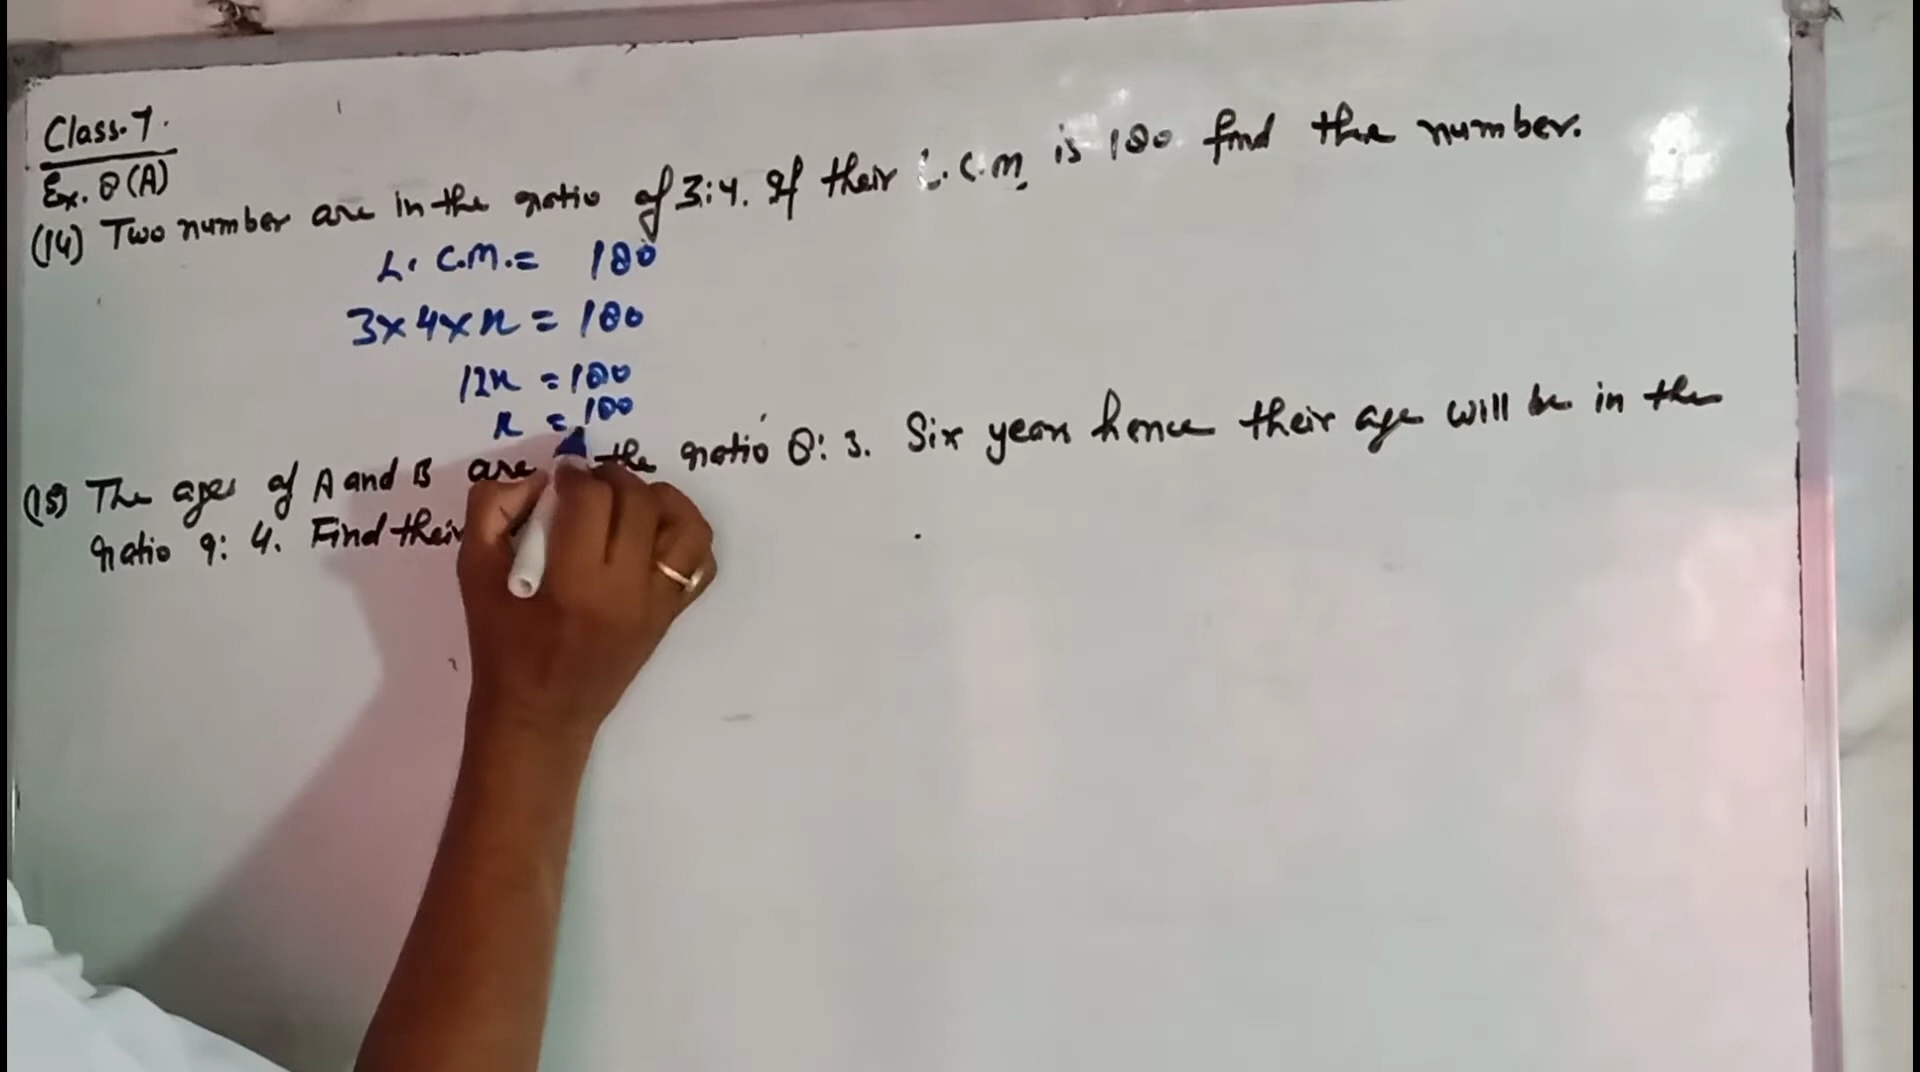 Class-7.
Ex. 8(A)
(14) Two number are in the ratio of 3:4. If their L.C.M. is 180 find the number.
L.C.M. = 180
3x4xx = 180
12x = 180
x = 180
(15) The ages of A and B are the ratio 8:3. Six years hence their age will be in the
ratio 9:4. Find their